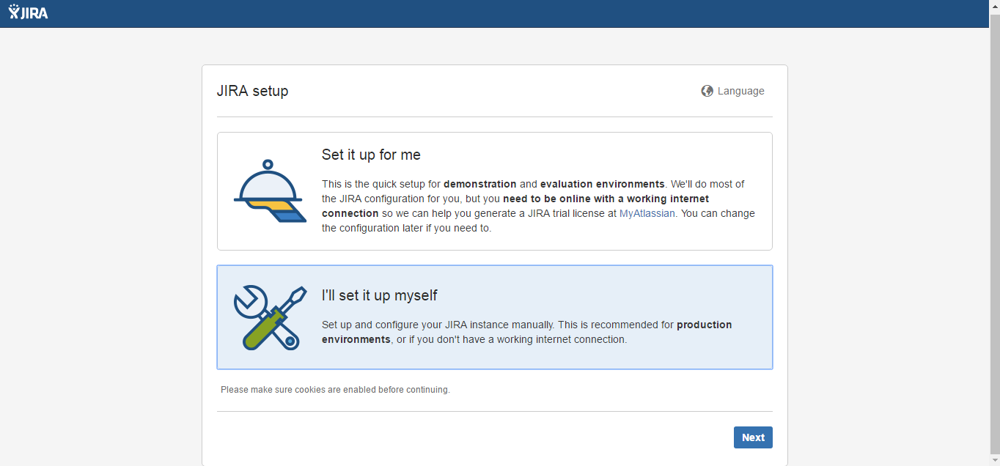 JIRA
JIRA setup
Language
Set it up for me
This is the quick setup for demonstration and evaluation environments. We'll do most of
the JIRA configuration for you, but you need to be online with a working internet
connection so we can help you generate a JIRA trial license at MyAtlassian. You can change
the configuration later if you need to.
I'll set it up myself
Set up and configure your JIRA instance manually. This is recommended for production
environments, or if you don't have a working internet connection.
Please make sure cookies are enabled before continuing.
Next